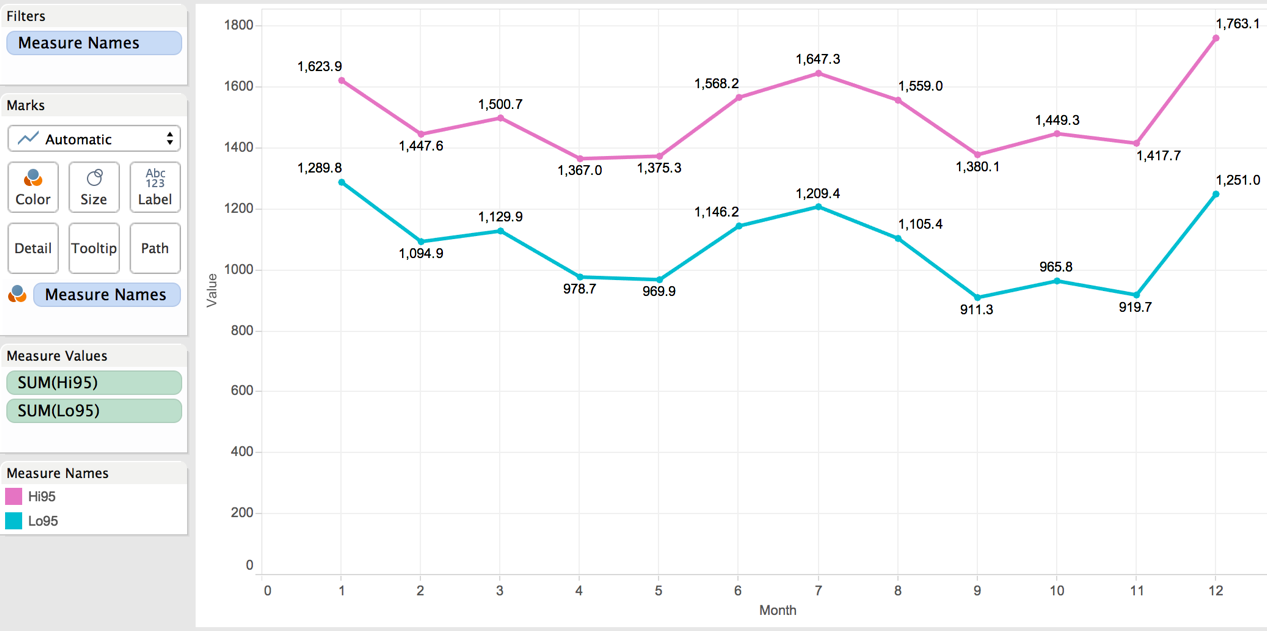 Filters
Measure Names
Marks
Automatic
Color
Size
Abc
123
Label
Detail
Tooltip
Path
Measure Names
Measure Values
SUM(Hi95)
SUM(Lo95)
Measure Names
Hi95
Lo95
Value
1800
1600
1400
1200
1000
800
600
400
200
0
1,623.9
1,447.6
1,500.7
1,367.0
1,375.3
1,568.2
1,647.3
1,559.0
1,380.1
1,449.3
1,417.7
1,763.1
1,289.8
1,094.9
1,129.9
978.7
969.9
1,146.2
1,209.4
1,105.4
911.3
965.8
919.7
1,251.0
0 1 2 3 4 5 6 7 8 9 10 11 12
Month